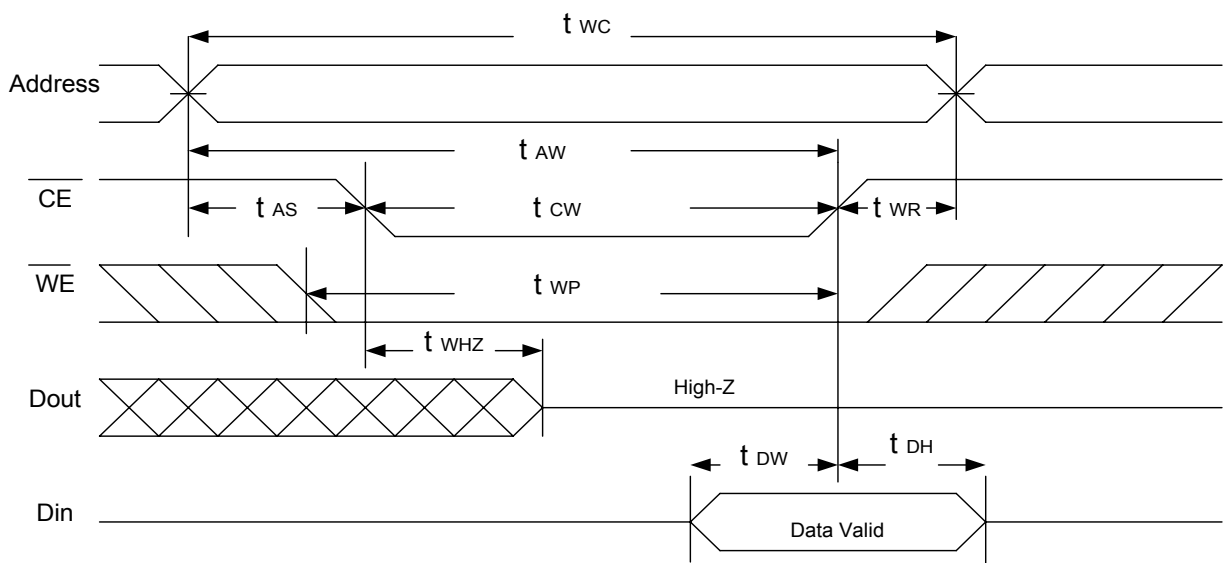 t WC
Address
t AW
CE
t AS
t CW
t WR
WE
t WP
t WHZ
Dout
High-Z
t DW
t DH
Din
Data Valid